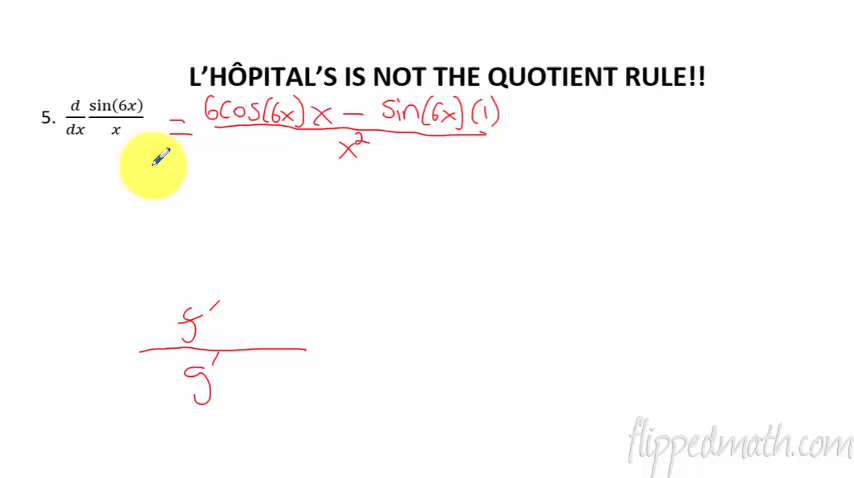 L'HÔPITAL'S IS NOT THE QUOTIENT RULE!!
5. d/dx sin(6x)/x = (6cos(6x)x − sin(6x)(1))/x²
f'
g'
flippedmath.com